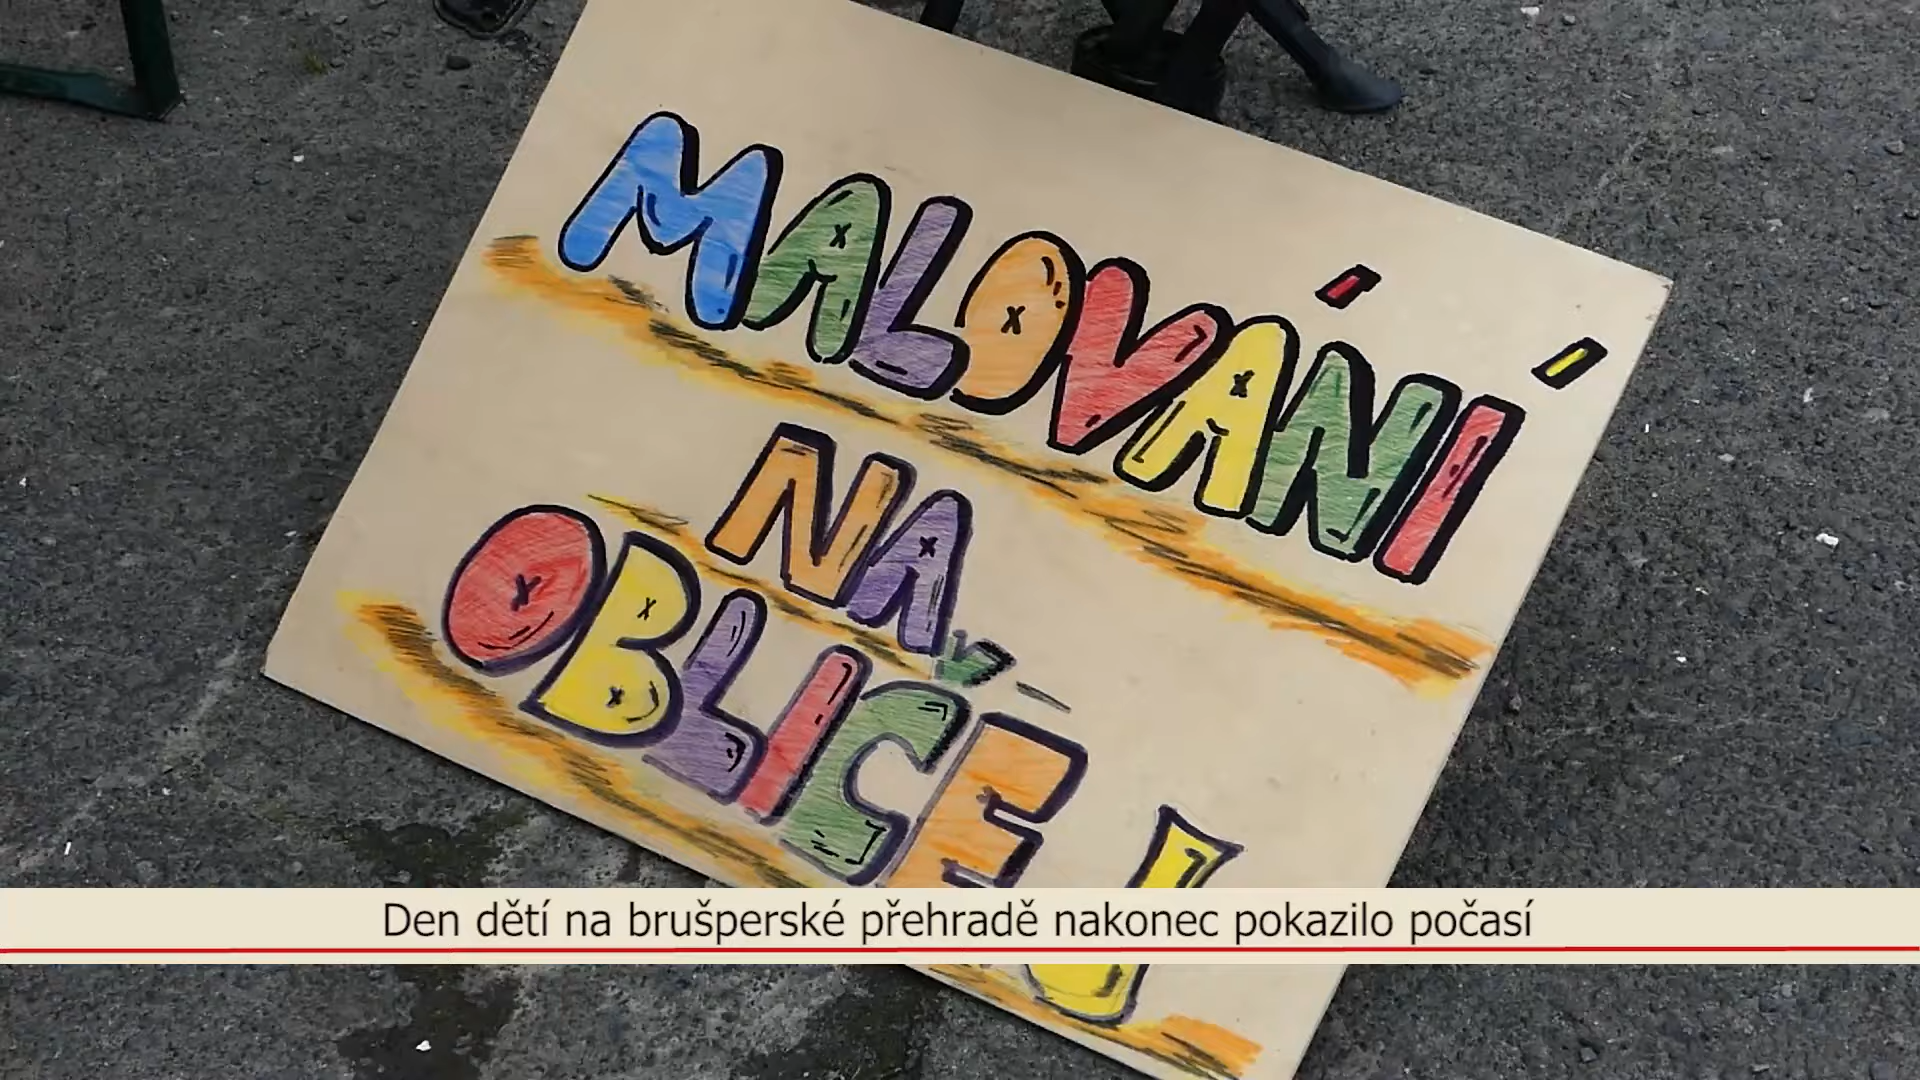 MALOVÁNÍ
NA
OBLIČEJ
Den dětí na brušperské přehradě nakonec pokazilo počasí